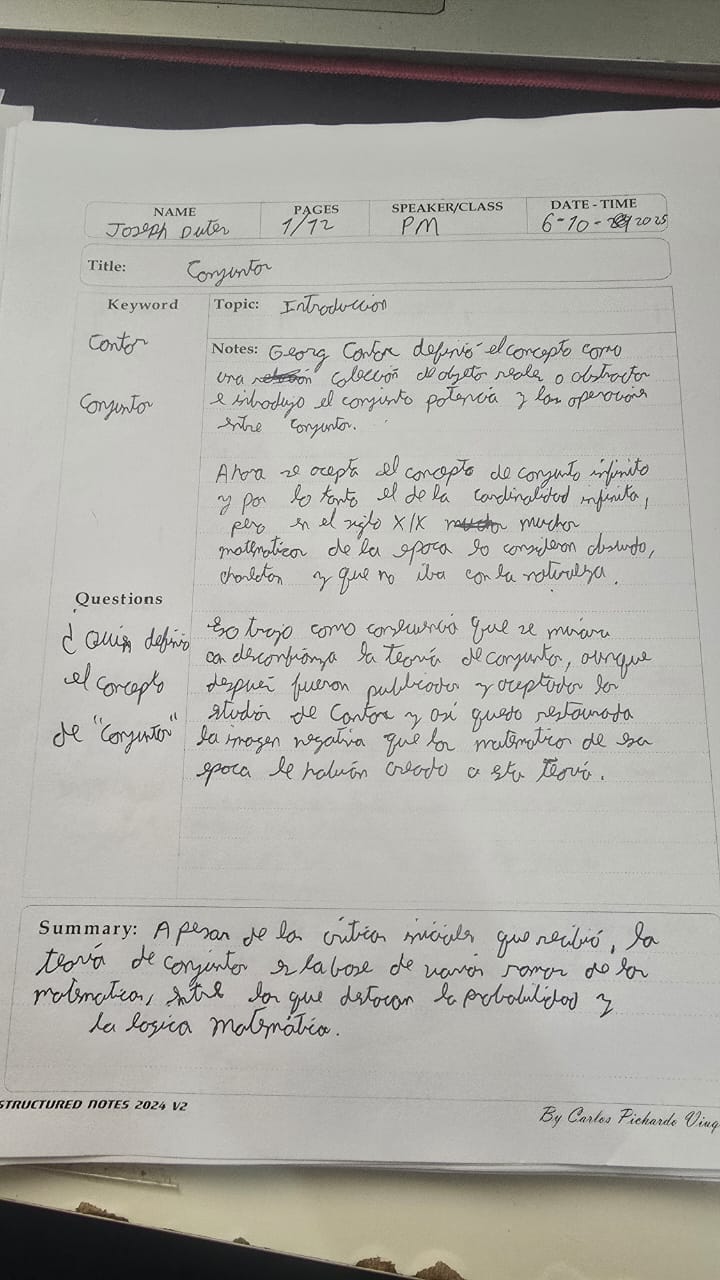 NAME PAGES SPEAKER/CLASS DATE - TIME
Joseph Duter 1/12 PM 6-10- 2025
Title: Conjuntos
Keyword Topic: Introduccion
Cantor
Conjuntos
Notes: Georg Cantor definió el concepto como
una colección de objetos reales o abstractos
e introdujo el conjunto potencia y las operaciones
entre conjuntos.
Ahora se acepta el concepto de conjunto infinito
y por lo tanto el de la cardinalidad infinita,
pero en el siglo XIX muchos
matematicos de la epoca lo consideron absurdo,
charlatan y que no iba con la naturaleza.
Questions
¿Quien definio
el concepto
de "Conjuntos"
Eso trajo como consecuencia que se mirara
con desconfianza la teoría de conjuntos, aunque
después fueron publicados y aceptados los
studios de Cantor y así quedo restaurada
la imagen negativa que los matematicos de esa
epoca le habían creado a esta teoría.
Summary: A pesar de las críticas iniciales que recibió, la
teoría de conjuntos es la base de varias ramas de las
matematicas, entre las que destacan la probabilidad y
la logica matemática.
STRUCTURED NOTES 2024 V2
By Carlos Pichardo Viuq